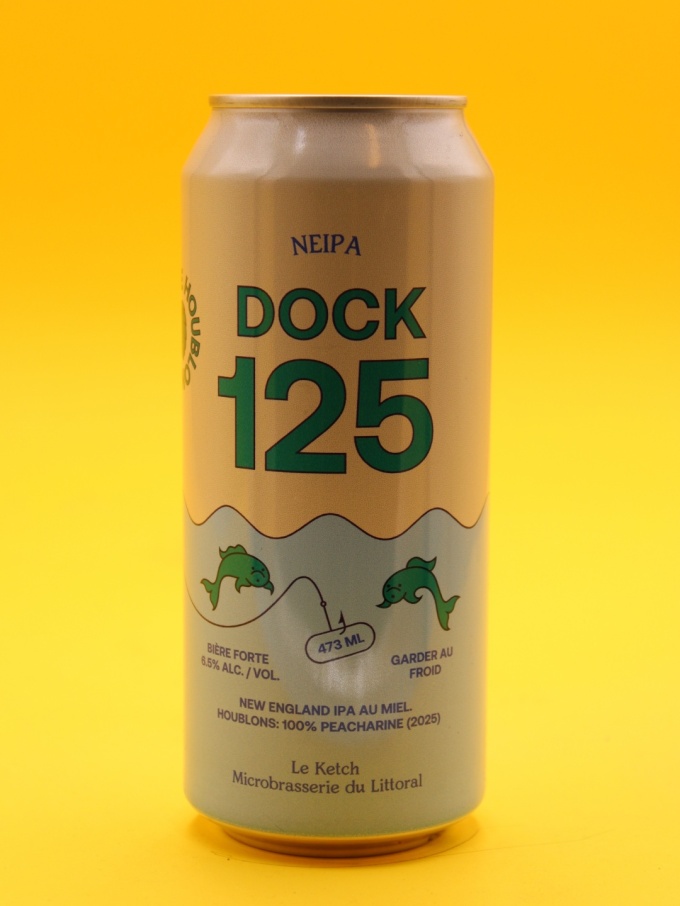 NEIPA
DOCK
125
473 ML
BIÈRE FORTE
6.5% ALC. / VOL.
GARDER AU
FROID
NEW ENGLAND IPA AU MIEL.
HOUBLONS: 100% PEACHARINE (2025)
Le Ketch
Microbrasserie du Littoral